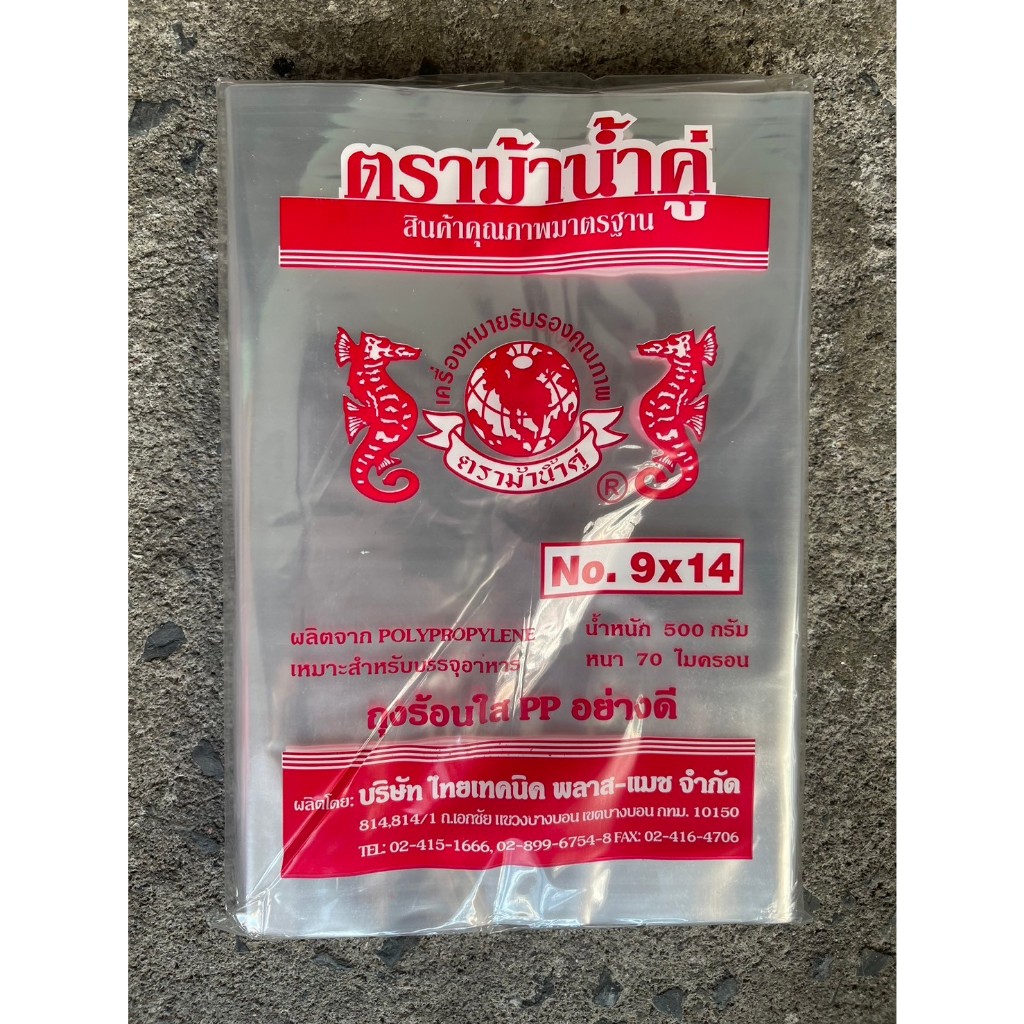 ตราม้าน้ำคู่
สินค้าคุณภาพมาตรฐาน
เครื่องหมายรับรองคุณภาพ
ตราม้าน้ำคู่
®
No. 9x14
ผลิตจาก POLYPROPYLENE น้ำหนัก 500 กรัม
เหมาะสำหรับบรรจุอาหาร หนา 70 ไมครอน
ถุงร้อนใส PP อย่างดี
ผลิตโดย: บริษัท ไทยเทคนิค พลาส-แมช จำกัด
814,814/1 ถ.เอกชัย แขวงบางบอน เขตบางบอน กทม. 10150
TEL: 02-415-1666, 02-899-6754-8 FAX: 02-416-4706